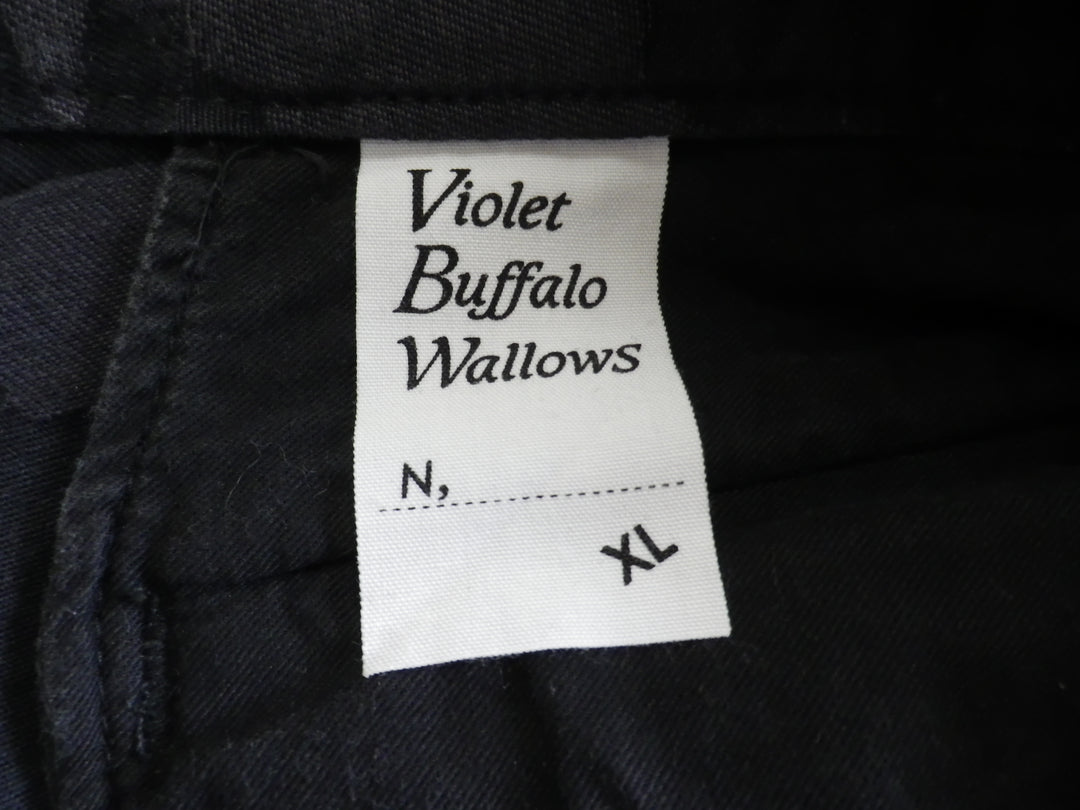 Violet
Buffalo
Wallows
N,
XL